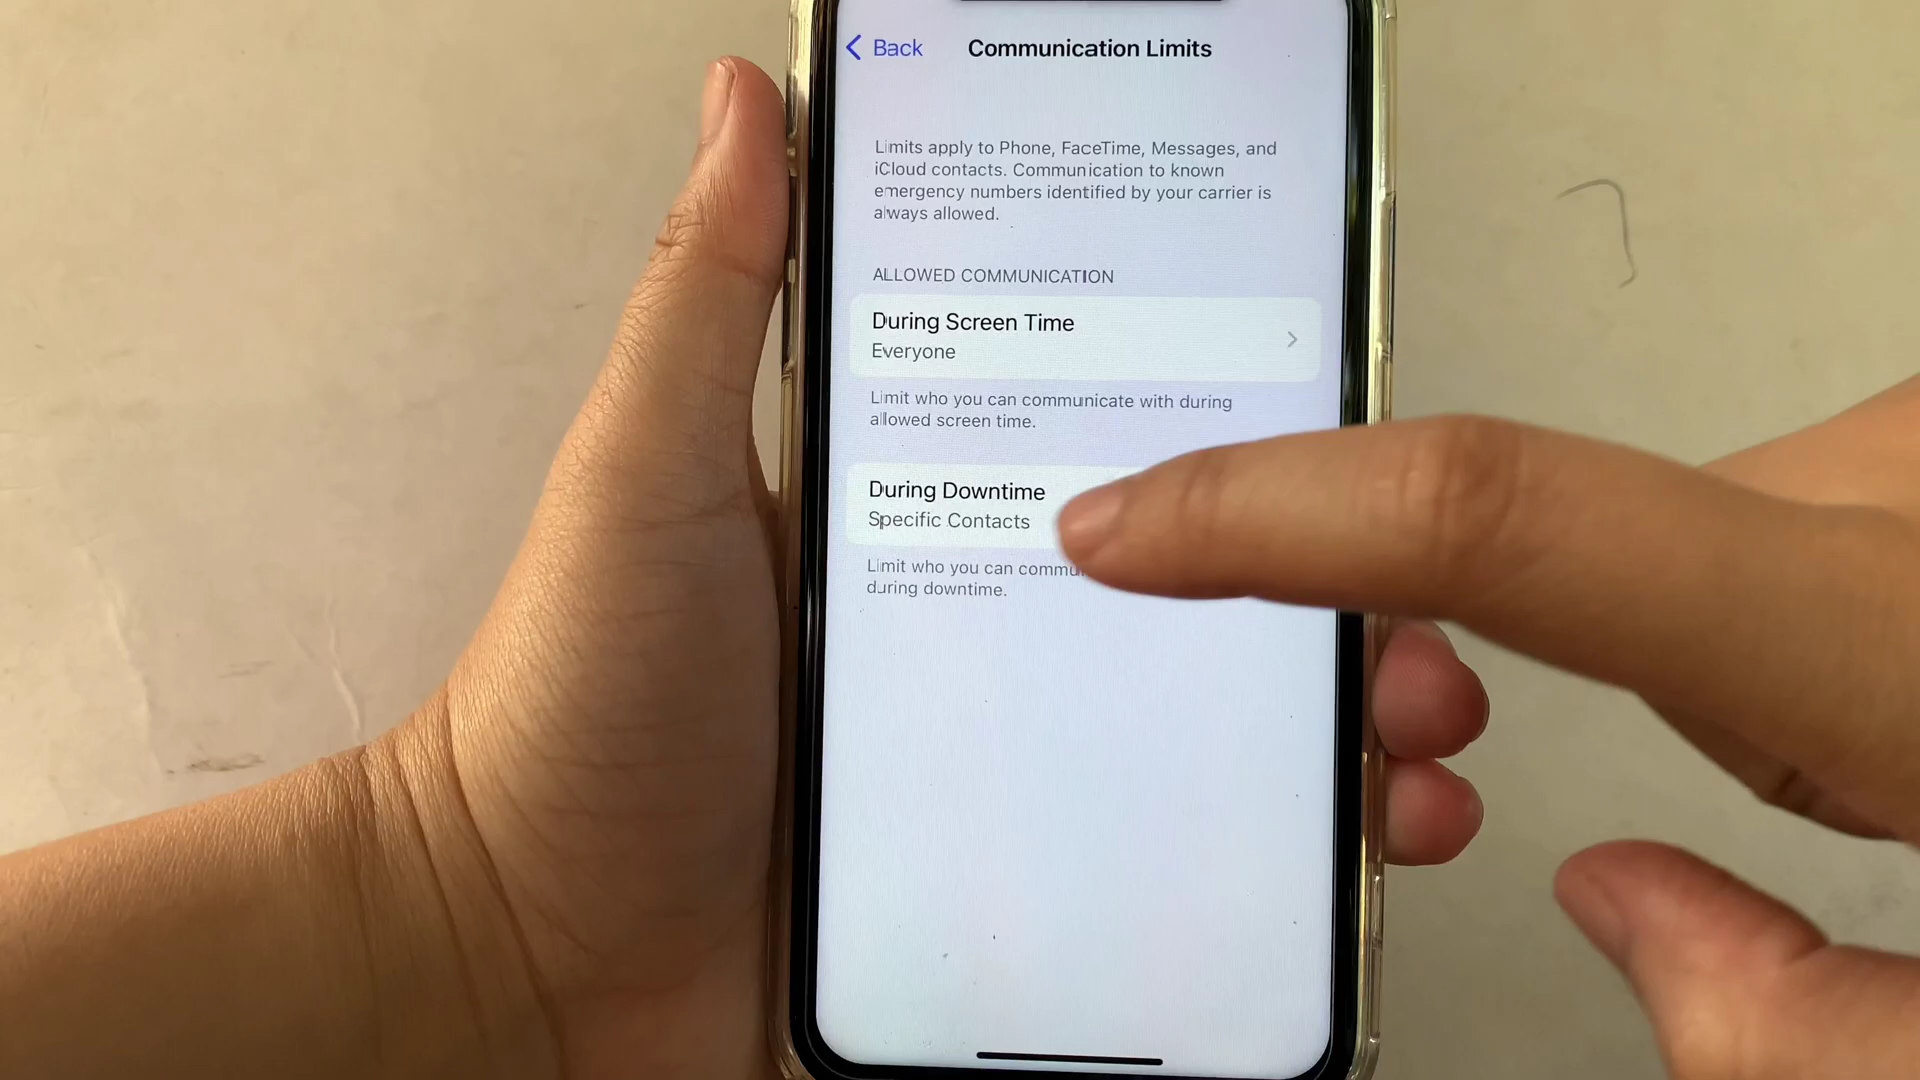 Back
Communication Limits
Limits apply to Phone, FaceTime, Messages, and
iCloud contacts. Communication to known
emergency numbers identified by your carrier is
always allowed.
ALLOWED COMMUNICATION
During Screen Time
Everyone
Limit who you can communicate with during
allowed screen time.
During Downtime
Specific Contacts
Limit who you can
during downtime.